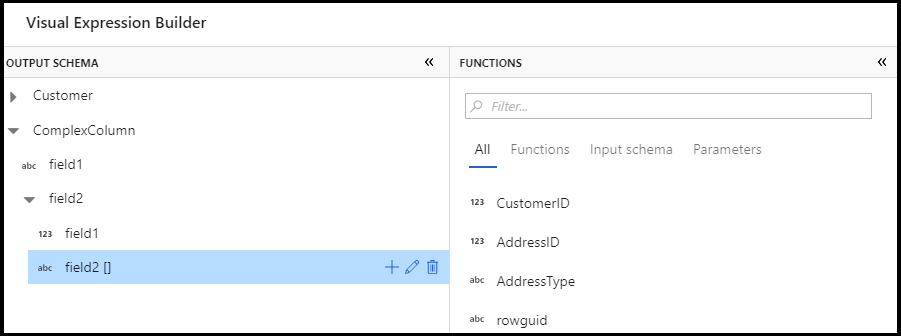 Visual Expression Builder
OUTPUT SCHEMA «
Customer
ComplexColumn
abc field1
field2
123 field1
abc field2 []
FUNCTIONS «
Filter...
All Functions Input schema Parameters
123 CustomerID
123 AddressID
abc AddressType
abc rowguid